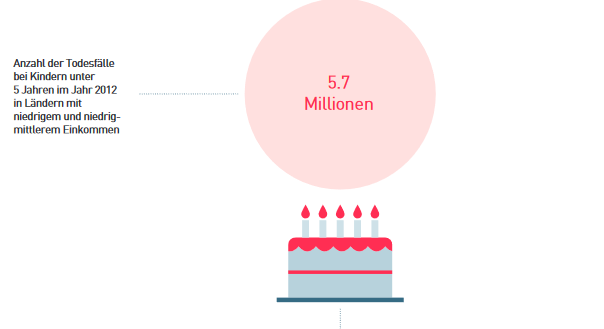 Anzahl der Todesfälle
bei Kindern unter
5 Jahren im Jahr 2012
in Ländern mit
niedrigem und niedrig-
mittlerem Einkommen
5.7
Millionen